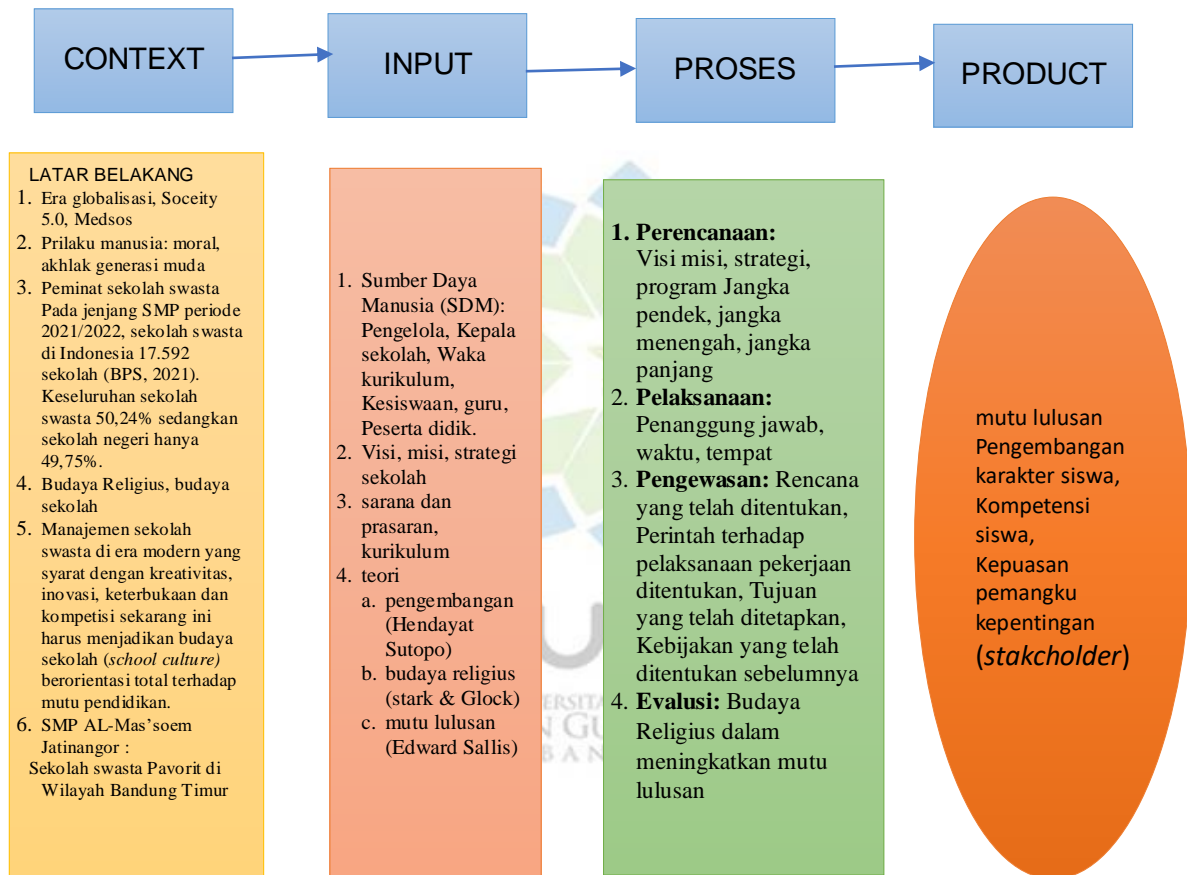 CONTEXT
INPUT
PROSES
PRODUCT
LATAR BELAKANG
1. Era globalisasi, Soceity
5.0, Medsos
2. Prilaku manusia: moral,
akhlak generasi muda
3. Peminat sekolah swasta
Pada jenjang SMP periode
2021/2022, sekolah swasta
di Indonesia 17.592
sekolah (BPS, 2021).
Keseluruhan sekolah
swasta 50,24% sedangkan
sekolah negeri hanya
49,75%.
4. Budaya Religius, budaya
sekolah
5. Manajemen sekolah
swasta di era modern yang
syarat dengan kreativitas,
inovasi, keterbukaan dan
kompetisi sekarang ini
harus menjadikan budaya
sekolah (school culture)
berorientasi total terhadap
mutu pendidikan.
6. SMP AL-Mas’soem
Jatinangor :
Sekolah swasta Pavorit di
Wilayah Bandung Timur
1. Sumber Daya
Manusia (SDM):
Pengelola, Kepala
sekolah, Waka
kurikulum,
Kesiswaan, guru,
Peserta didik.
2. Visi, misi, strategi
sekolah
3. sarana dan
prasaran,
kurikulum
4. teori
a. pengembangan
(Hendayat
Sutopo)
b. budaya religius
(stark & Glock)
c. mutu lulusan
(Edward Sallis)
1. Perencanaan:
Visi misi, strategi,
program Jangka
pendek, jangka
menengah, jangka
panjang
2. Pelaksanaan:
Penanggung jawab,
waktu, tempat
3. Pengewasan: Rencana
yang telah ditentukan,
Perintah terhadap
pelaksanaan pekerjaan
ditentukan, Tujuan
yang telah ditetapkan,
Kebijakan yang telah
ditentukan sebelumnya
4. Evalusi: Budaya
Religius dalam
meningkatkan mutu
lulusan
mutu lulusan
Pengembangan
karakter siswa,
Kompetensi
siswa,
Kepuasan
pemangku
kepentingan
(stakcholder)